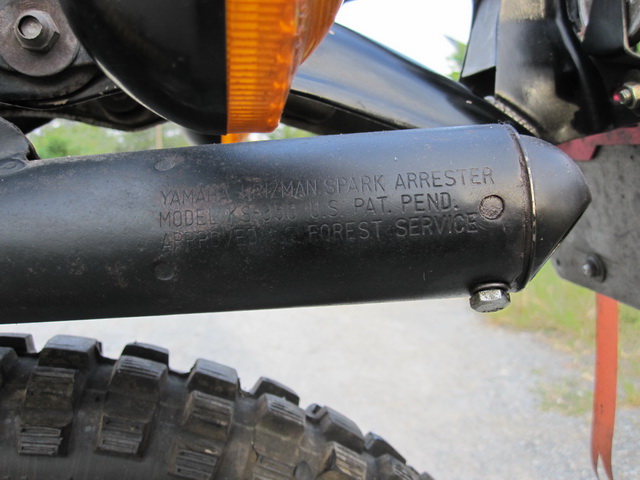 YAMAHA SPARK ARRESTER
MODEL U.S. PAT. PEND.
APPROVED FOREST SERVICE